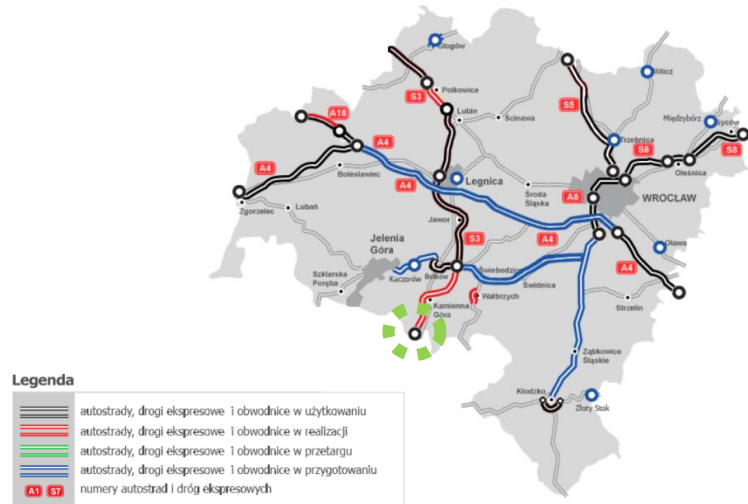 Głogów
Milicz
Polkowice
S3
S5
Międzybórz
Syców
A18
Lubin
Ścinawa
Trzebnica
S8
S8
A4
Oleśnica
A4
Bolesławiec
A4
Legnica
Środa
Śląska
A8
WROCŁAW
Zgorzelec
Lubań
Jawor
S3
A4
Oława
Jelenia
Góra
A4
Szklarska
Poręba
Kaczorów
Bolków
Świebodzice
Świdnica
Kamienna
Góra
Wałbrzych
Strzelin
Ząbkowice
Śląskie
Kłodzko
Złoty Stok
Legenda
autostrady, drogi ekspresowe i obwodnice w użytkowaniu
autostrady, drogi ekspresowe i obwodnice w realizacji
autostrady, drogi ekspresowe i obwodnice w przetargu
autostrady, drogi ekspresowe i obwodnice w przygotowaniu
A1 S7 numery autostrad i dróg ekspresowych